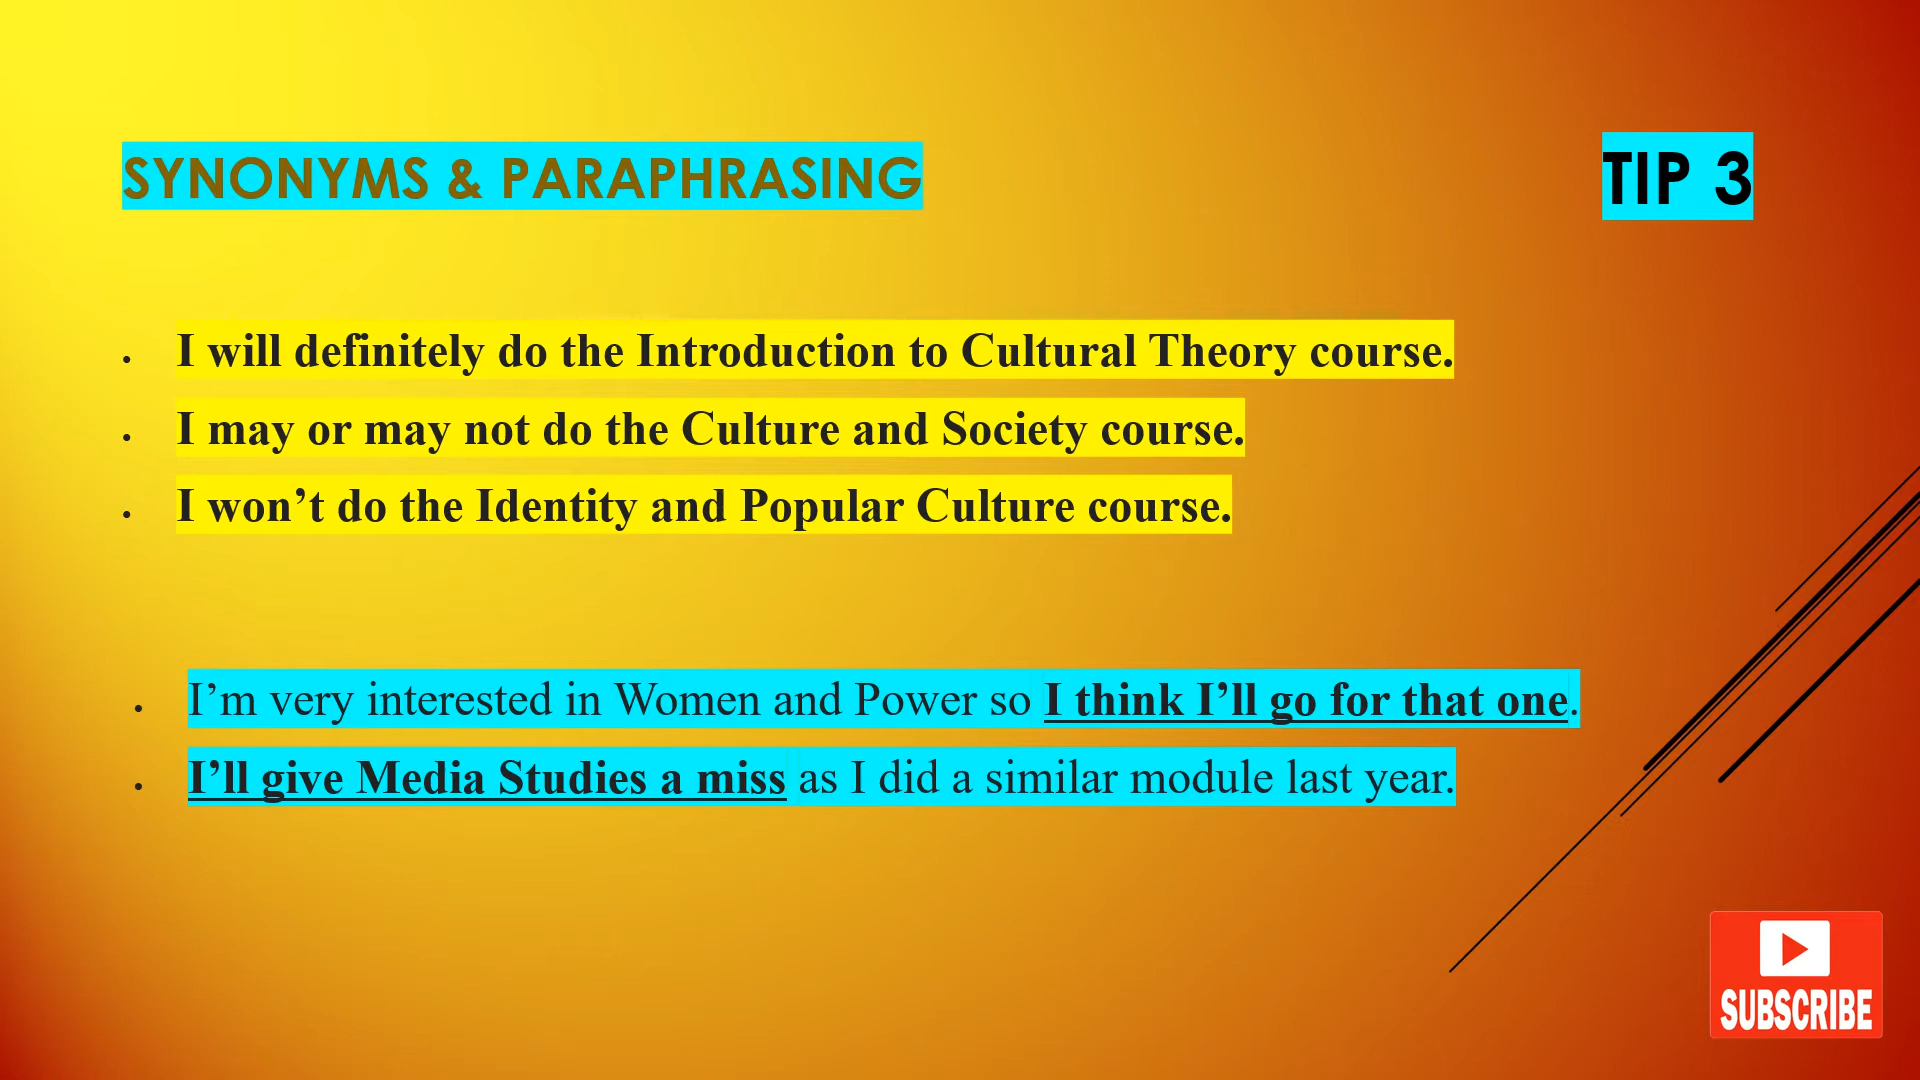 SYNONYMS & PARAPHRASING
TIP 3
• I will definitely do the Introduction to Cultural Theory course.
• I may or may not do the Culture and Society course.
• I won’t do the Identity and Popular Culture course.
• I’m very interested in Women and Power so I think I’ll go for that one.
• I’ll give Media Studies a miss as I did a similar module last year.
SUBSCRIBE